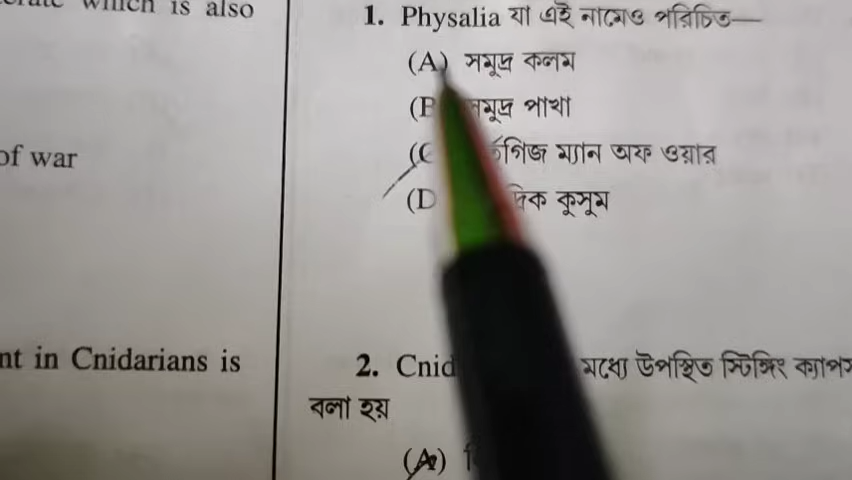 which is also
of war
nt in Cnidarians is
1. Physalia যা এই নামেও পরিচিত—
(A) সমুদ্র কলম
(B পাখা
(C ম্যান অফ ওয়ার
(D কুসুম
2. Cnid মধ্যে উপস্থিত স্টিঙ্গিং
বলা হয়
(A)